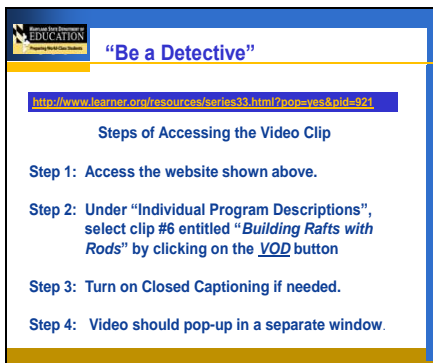 MARYLAND STATE DEPARTMENT OF
EDUCATION
Preparing World-Class Students
“Be a Detective”
http://www.learner.org/resources/series33.html?pop=yes&pid=921
Steps of Accessing the Video Clip
Step 1: Access the website shown above.
Step 2: Under “Individual Program Descriptions”,
select clip #6 entitled “Building Rafts with
Rods” by clicking on the VOD button
Step 3: Turn on Closed Captioning if needed.
Step 4: Video should pop-up in a separate window.